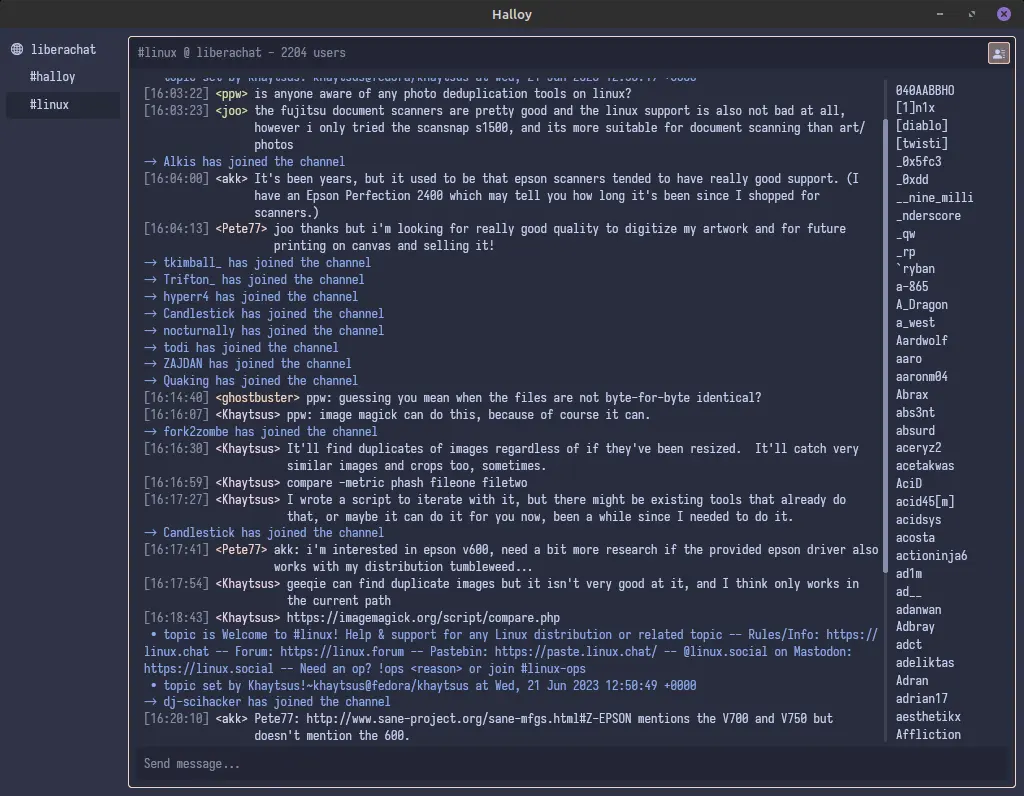 Halloy
liberachat
#halloy
#linux
#linux @ liberachat - 2204 users
topic set by Khaytsus!~khaytsus@fedora/khaytsus at Wed, 21 Jun 2023 12:50:49 +0000
[16:03:22] <ppw> is anyone aware of any photo deduplication tools on linux?
[16:03:23] <joo> the fujitsu document scanners are pretty good and the linux support is also not bad at all,
however i only tried the scansnap s1500, and its more suitable for document scanning than art/
photos
→ Alkis has joined the channel
[16:04:00] <akk> It's been years, but it used to be that epson scanners tended to have really good support. (I
have an Epson Perfection 2400 which may tell you how long it's been since I shopped for
scanners.)
[16:04:13] <Pete77> joo thanks but i'm looking for really good quality to digitize my artwork and for future
printing on canvas and selling it!
→ tkimball_ has joined the channel
→ Trifton_ has joined the channel
→ hyperr4 has joined the channel
→ Candlestick has joined the channel
→ nocturnally has joined the channel
→ todi has joined the channel
→ ZAJDAN has joined the channel
→ Quaking has joined the channel
[16:14:40] <ghostbuster> ppw: guessing you mean when the files are not byte-for-byte identical?
[16:16:07] <Khaytsus> ppw: image magick can do this, because of course it can.
→ fork2zombe has joined the channel
[16:16:30] <Khaytsus> It'll find duplicates of images regardless of if they've been resized.  It'll catch very
similar images and crops too, sometimes.
[16:16:59] <Khaytsus> compare -metric phash fileone filetwo
[16:17:27] <Khaytsus> I wrote a script to iterate with it, but there might be existing tools that already do
that, or maybe it can do it for you now, been a while since I needed to do it.
→ Candlestick has joined the channel
[16:17:41] <Pete77> akk: i'm interested in epson v600, need a bit more research if the provided epson driver also
works with my distribution tumbleweed...
[16:17:54] <Khaytsus> geeqie can find duplicate images but it isn't very good at it, and I think only works in
the current path
[16:18:43] <Khaytsus> https://imagemagick.org/script/compare.php
• topic is Welcome to #linux! Help & support for any Linux distribution or related topic -- Rules/Info: https://
linux.chat -- Forum: https://linux.forum -- Pastebin: https://paste.linux.chat/ -- @linux.social on Mastodon:
https://linux.social -- Need an op? !ops <reason> or join #linux-ops
• topic set by Khaytsus!~khaytsus@fedora/khaytsus at Wed, 21 Jun 2023 12:50:49 +0000
→ dj-scihacker has joined the channel
[16:20:10] <akk> Pete77: http://www.sane-project.org/sane-mfgs.html#Z-EPSON mentions the V700 and V750 but
doesn't mention the 600.
Send message...
040AABBHO
[1]n1x
[diablo]
[twisti]
_0x5fc3
_0xdd
__nine_milli
_nderscore
_qw
_rp
`ryban
a-865
A_Dragon
a_west
Aardwolf
aaro
aaronm04
Abrax
abs3nt
absurd
aceryz2
acetakwas
AciD
acid45[m]
acidsys
acosta
actioninja6
ad1m
ad__
adanwan
Adbray
adct
adeliktas
Adran
adrian17
aesthetikx
Affliction